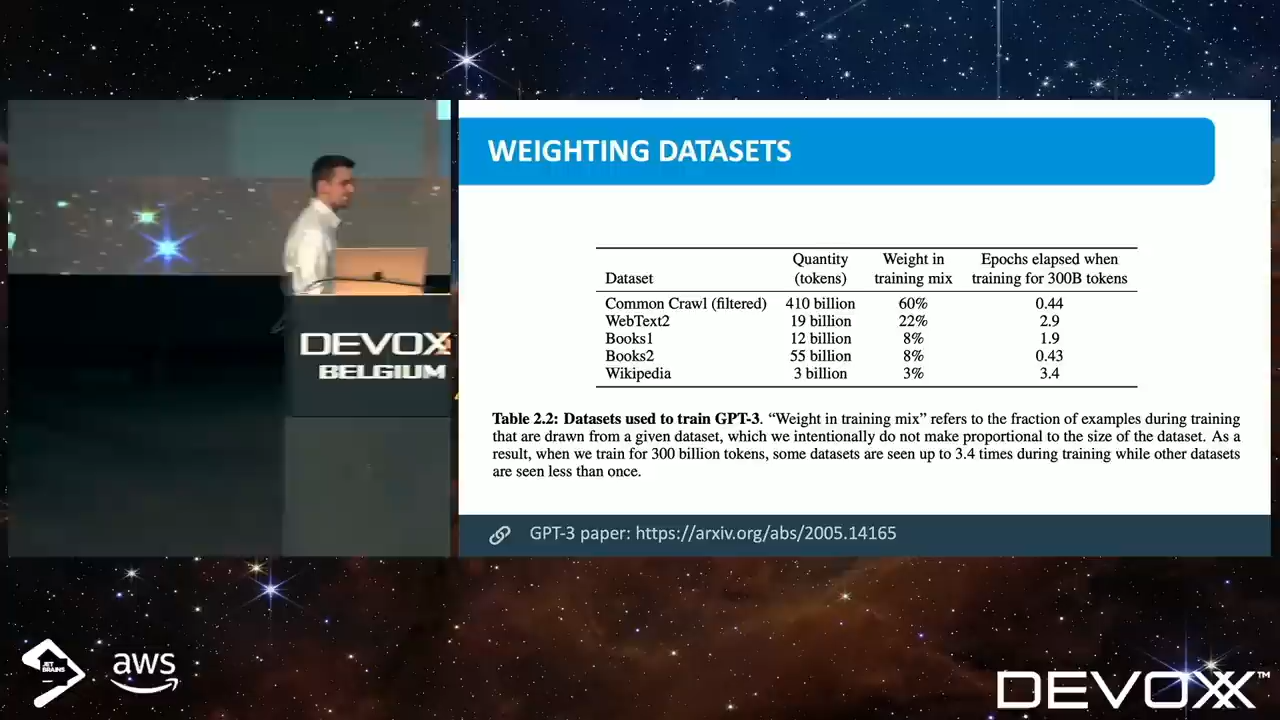 WEIGHTING DATASETS
Dataset Quantity (tokens) Weight in training mix Epochs elapsed when training for 300B tokens
Common Crawl (filtered) 410 billion 60% 0.44
WebText2 19 billion 22% 2.9
Books1 12 billion 8% 1.9
Books2 55 billion 8% 0.43
Wikipedia 3 billion 3% 3.4
Table 2.2: Datasets used to train GPT-3. “Weight in training mix” refers to the fraction of examples during training
that are drawn from a given dataset, which we intentionally do not make proportional to the size of the dataset. As a
result, when we train for 300 billion tokens, some datasets are seen up to 3.4 times during training while other datasets
are seen less than once.
GPT-3 paper: https://arxiv.org/abs/2005.14165
DEVOX
BELGIUM
JET
BRAINS
aws
DEVOXX™